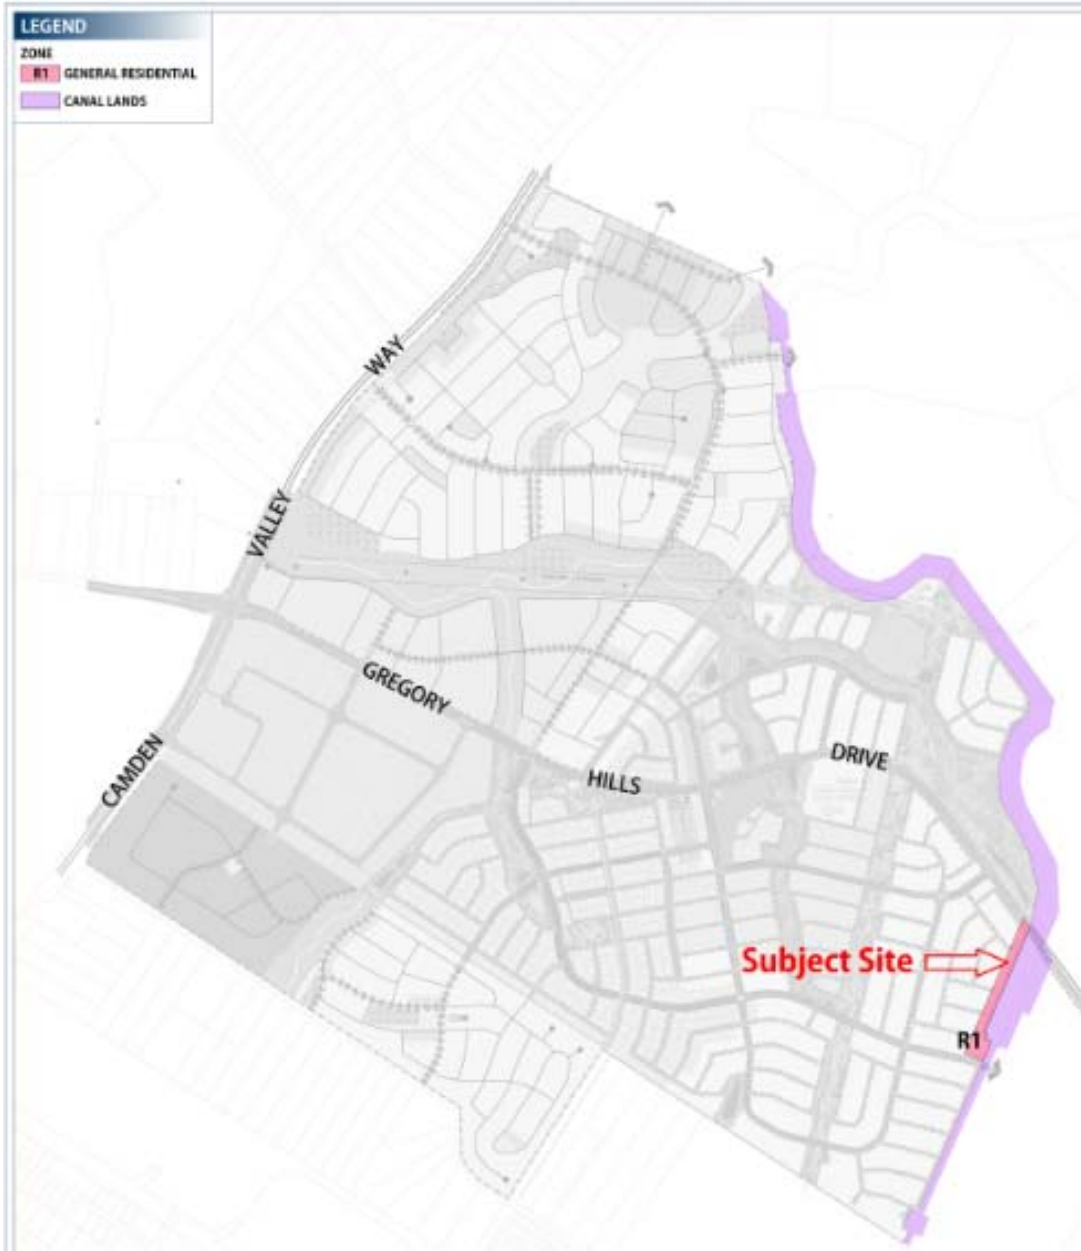 LEGEND
ZONE
R1 GENERAL RESIDENTIAL
CANAL LANDS
WAY
VALLEY
CAMDEN
GREGORY
HILLS
DRIVE
Subject Site
R1